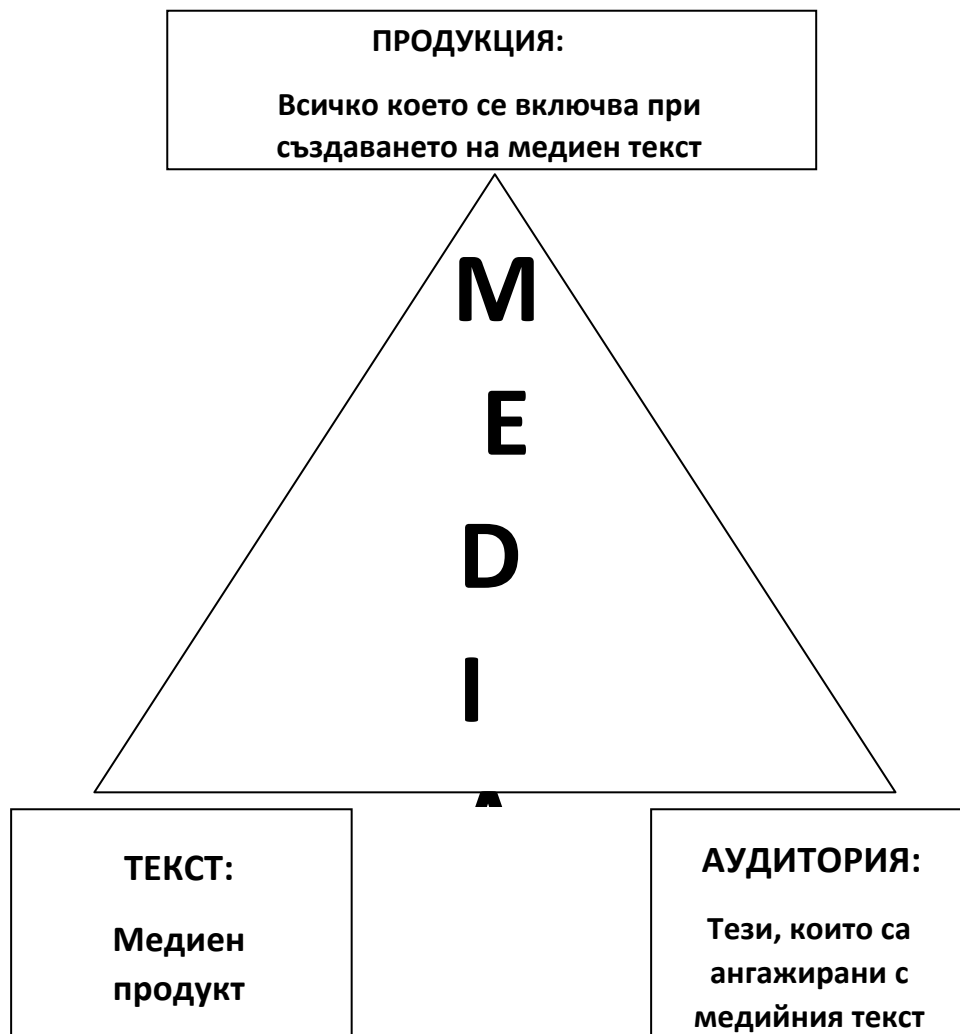 ПРОДУКЦИЯ:
Всичко което се включва при
създаването на медиен текст
M
E
D
I
A
ТЕКСТ:
Медиен
продукт
АУДИТОРИЯ:
Тези, които са
ангажирани с
медийния текст